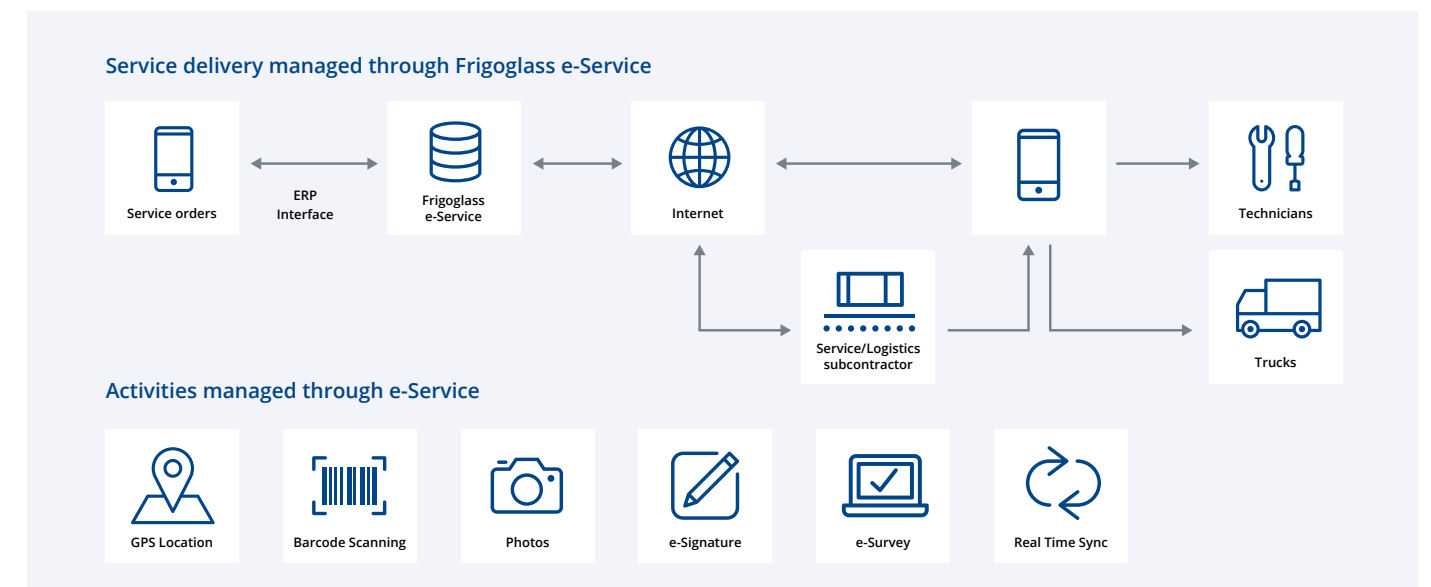 Service delivery managed through Frigoglass e-Service
Service orders
ERP
Interface
Frigoglass
e-Service
Internet
Technicians
Service/Logistics
subcontractor
Trucks
Activities managed through e-Service
GPS Location
Barcode Scanning
Photos
e-Signature
e-Survey
Real Time Sync